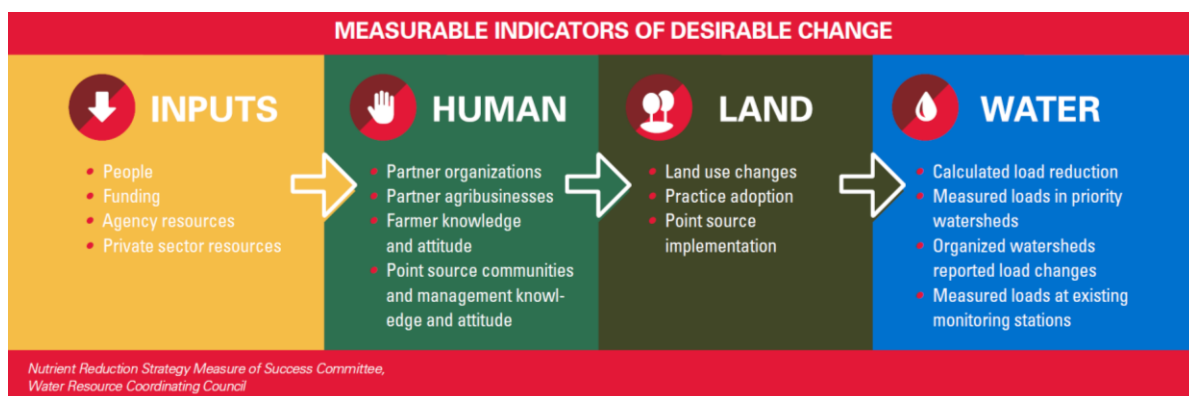 MEASURABLE INDICATORS OF DESIRABLE CHANGE
INPUTS
• People
• Funding
• Agency resources
• Private sector resources
HUMAN
• Partner organizations
• Partner agribusinesses
• Farmer knowledge
and attitude
• Point source communities
and management knowl-
edge and attitude
LAND
• Land use changes
• Practice adoption
• Point source
implementation
WATER
• Calculated load reduction
• Measured loads in priority
watersheds
• Organized watersheds
reported load changes
• Measured loads at existing
monitoring stations
Nutrient Reduction Strategy Measure of Success Committee,
Water Resource Coordinating Council